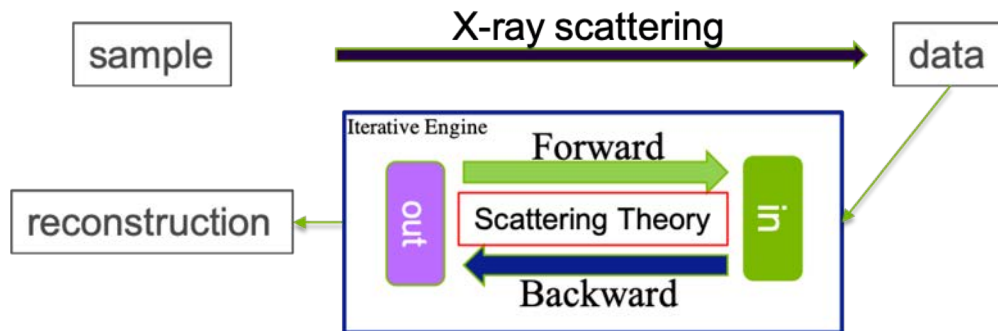 X-ray scattering
sample
data
Iterative Engine
Forward
out
Scattering Theory
in
reconstruction
Backward